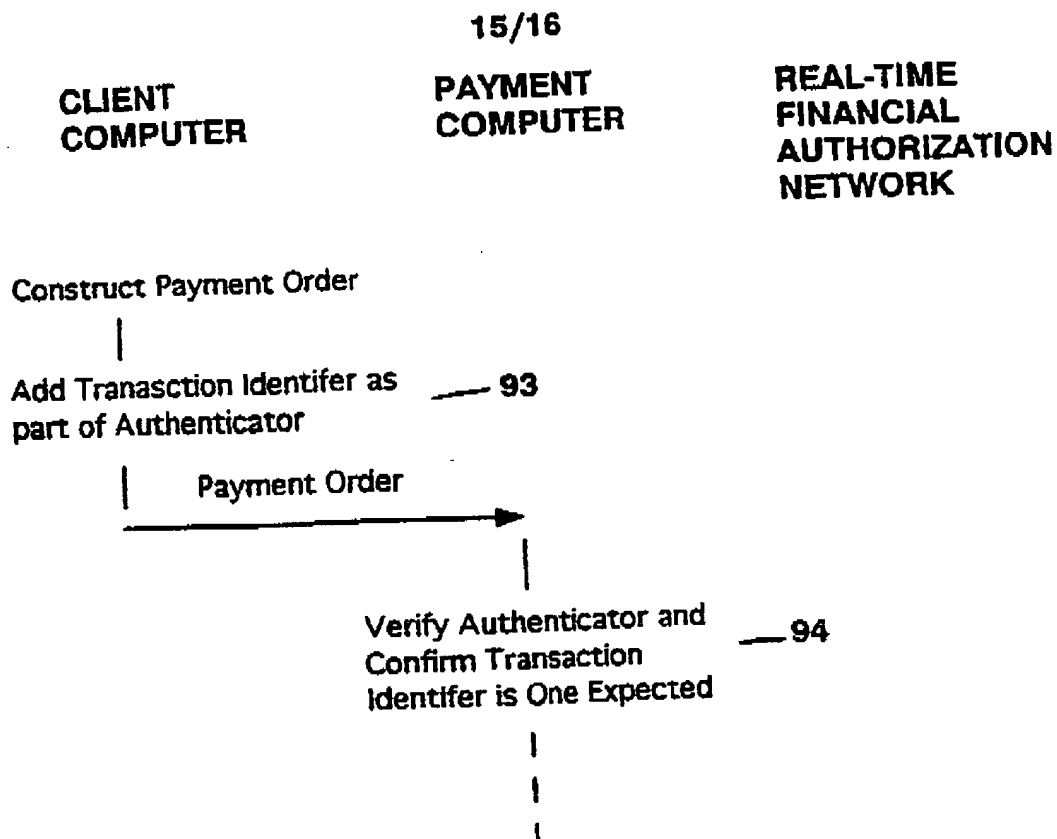 15/16
CLIENT
COMPUTER
PAYMENT
COMPUTER
REAL-TIME
FINANCIAL
AUTHORIZATION
NETWORK
Construct Payment Order
Add Tranasction Identifer as
part of Authenticator
93
Payment Order
Verify Authenticator and
Confirm Transaction
Identifer is One Expected
94